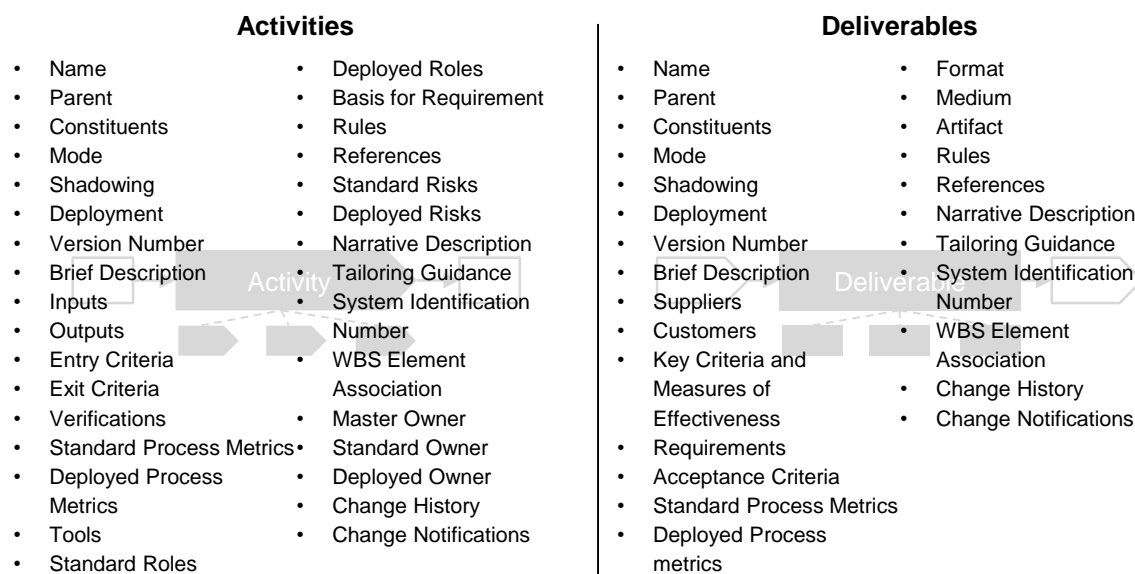 Activities
• Name
• Parent
• Constituents
• Mode
• Shadowing
• Deployment
• Version Number
• Brief Description
• Inputs
• Outputs
• Entry Criteria
• Exit Criteria
• Verifications
• Standard Process Metrics
• Deployed Process
Metrics
• Tools
• Standard Roles
• Deployed Roles
• Basis for Requirement
• Rules
• References
• Standard Risks
• Deployed Risks
• Narrative Description
• Tailoring Guidance
• System Identification
Number
• WBS Element
Association
• Master Owner
• Standard Owner
• Deployed Owner
• Change History
• Change Notifications
Activity
Deliverables
• Name
• Parent
• Constituents
• Mode
• Shadowing
• Deployment
• Version Number
• Brief Description
• Suppliers
• Customers
• Key Criteria and
Measures of
Effectiveness
• Requirements
• Acceptance Criteria
• Standard Process Metrics
• Deployed Process
metrics
• Format
• Medium
• Artifact
• Rules
• References
• Narrative Description
• Tailoring Guidance
• System Identification
Number
• WBS Element
Association
• Change History
• Change Notifications
Deliverable